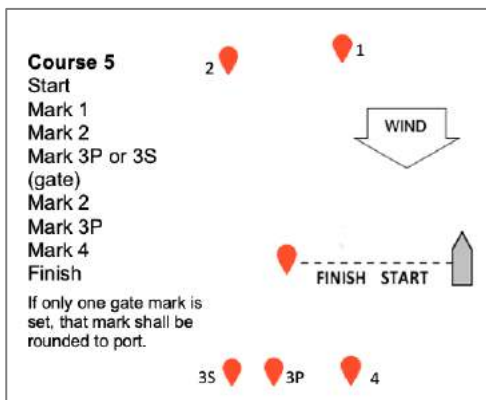 Course 5
Start
Mark 1
Mark 2
Mark 3P or 3S
(gate)
Mark 2
Mark 3P
Mark 4
Finish
If only one gate mark is
set, that mark shall be
rounded to port.
2
1
WIND
FINISH START
3S
3P
4